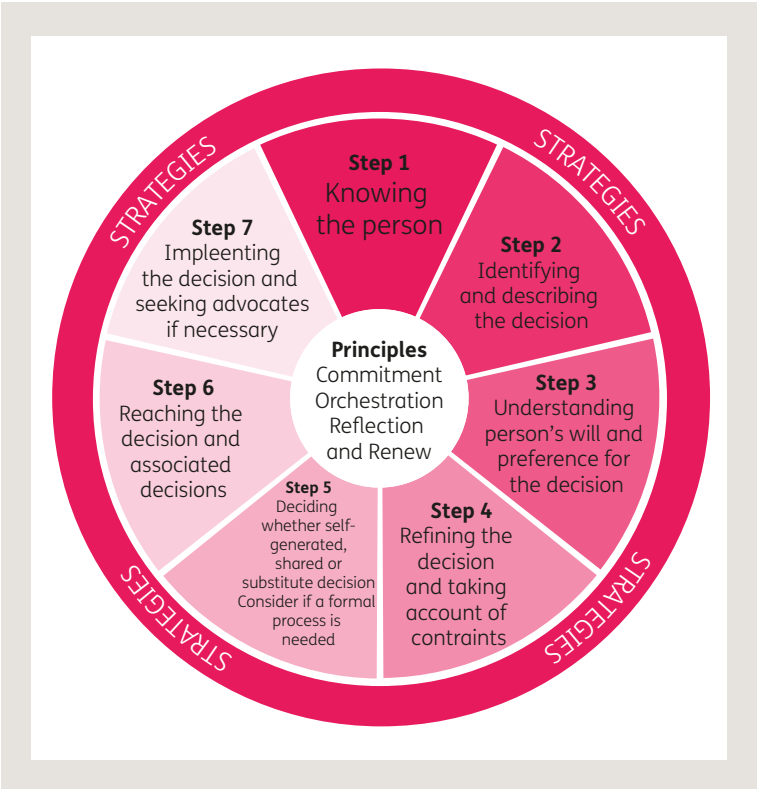 STRATEGIES
STRATEGIES
Step 1
Knowing
the person
Step 2
Identifying
and describing
the decision
Step 3
Understanding
person's will and
preference for
the decision
Step 4
Refining the
decision
and taking
account of
contraints
Step 5
Deciding
whether self-
generated,
shared or
substitute decision
Consider if a formal
process is
needed
Step 6
Reaching the
decision and
associated
decisions
Step 7
Impleenting
the decision and
seeking advocates
if necessary
Principles
Commitment
Orchestration
Reflection
and Renew
STRATEGIES
STRATEGIES